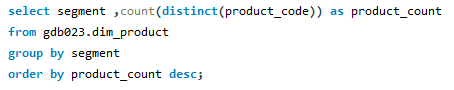 select segment ,count(distinct(product_code)) as product_count
from gdb023.dim_product
group by segment
order by product_count desc;